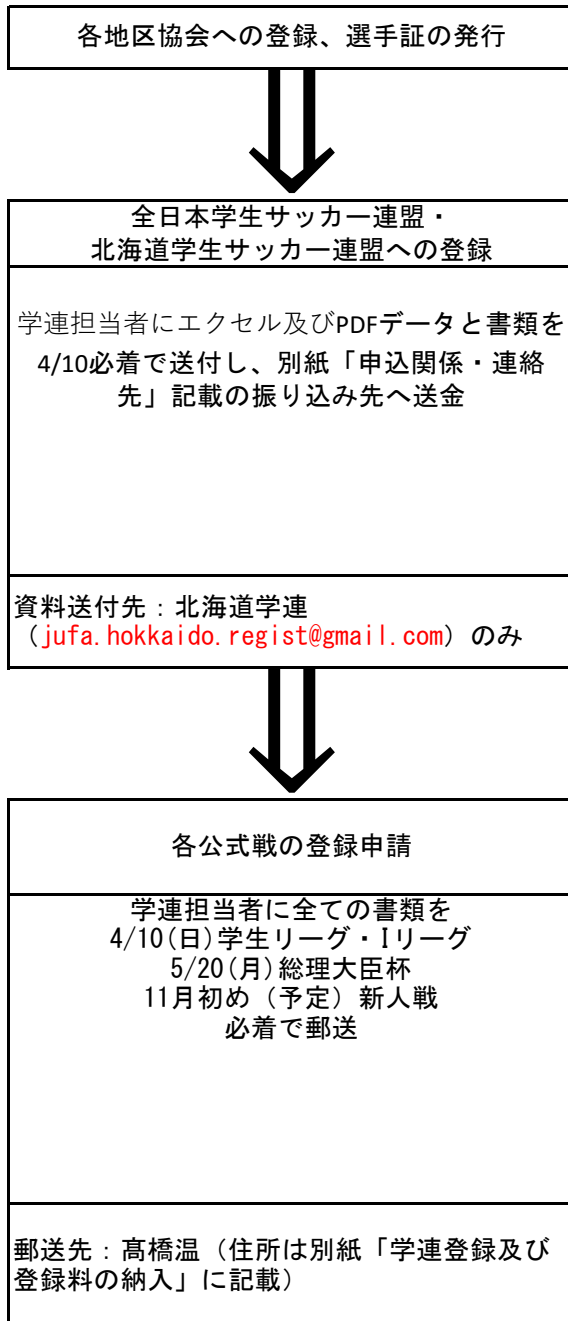 各地区協会への登録、選手証の発行
全日本学生サッカー連盟・
北海道学生サッカー連盟への登録
学連担当者にエクセル及びPDFデータと書類を
4/10必着で送付し、別紙「申込関係・連絡
先」記載の振り込み先へ送金
資料送付先：北海道学連
（jufa.hokkaido.regist@gmail.com）のみ
各公式戦の登録申請
学連担当者に全ての書類を
4/10(日)学生リーグ・Iリーグ
5/20(月)総理大臣杯
11月初め（予定）新人戦
必着で郵送
郵送先：髙橋温（住所は別紙「学連登録及び
登録料の納入」に記載）